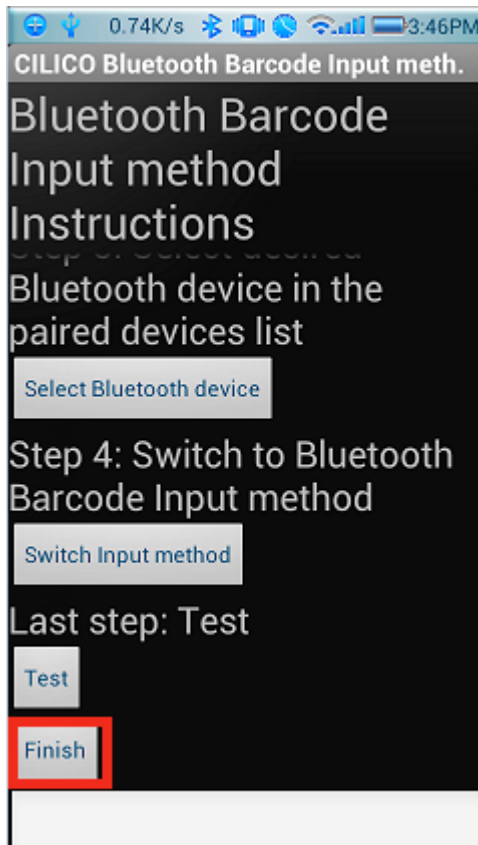 0.74K/s 3:46PM
CILICO Bluetooth Barcode Input meth.
Bluetooth Barcode
Input method
Instructions
Bluetooth device in the
paired devices list
Select Bluetooth device
Step 4: Switch to Bluetooth
Barcode Input method
Switch Input method
Last step: Test
Test
Finish